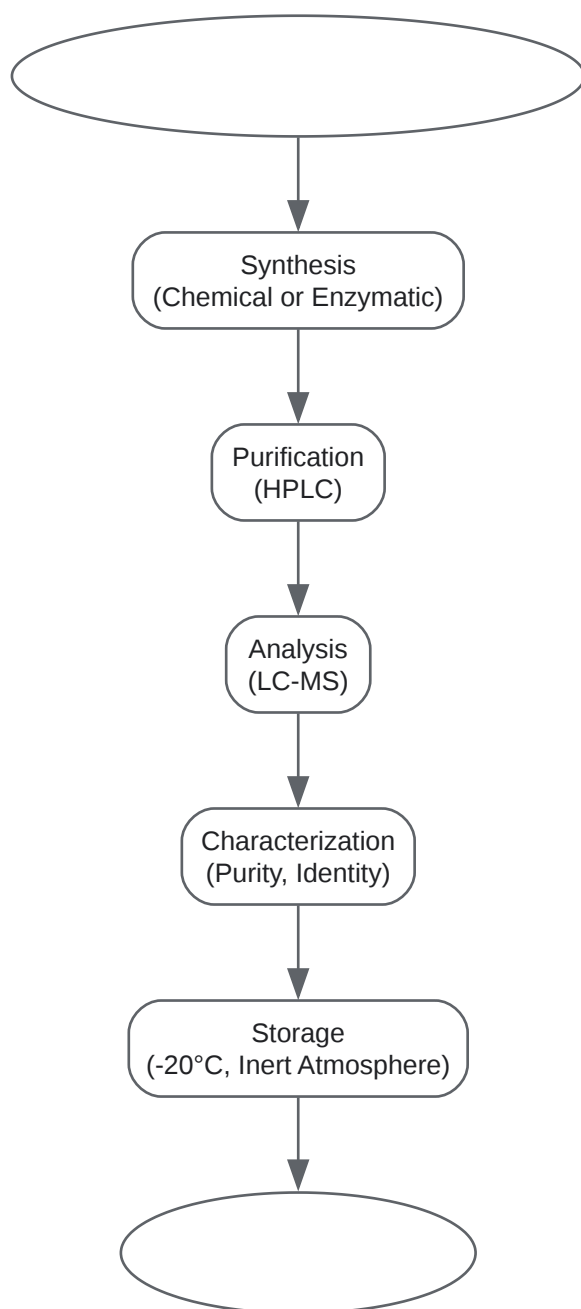 Synthesis
(Chemical or Enzymatic)
Purification
(HPLC)
Analysis
(LC-MS)
Characterization
(Purity, Identity)
Storage
(-20°C, Inert Atmosphere)